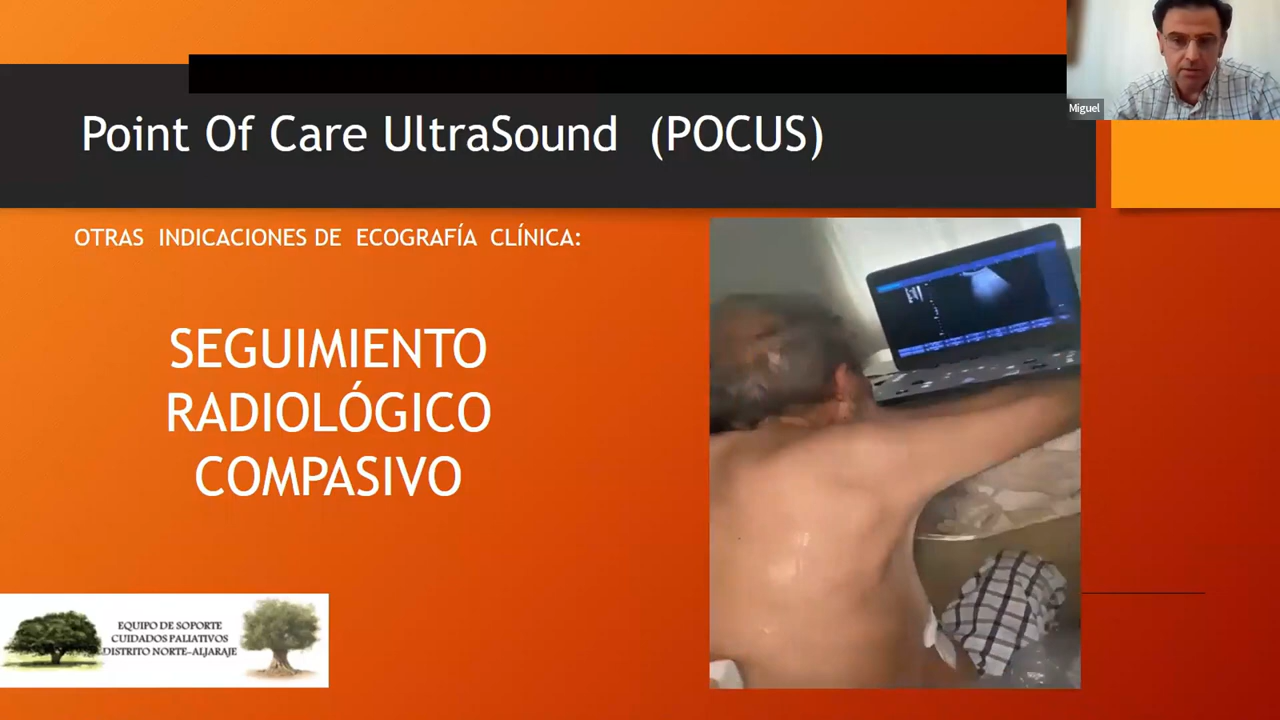 Miguel
Point Of Care UltraSound (POCUS)
OTRAS INDICACIONES DE ECOGRAFÍA CLÍNICA:
SEGUIMIENTO
RADIOLÓGICO
COMPASIVO
EQUIPO DE SOPORTE
CUIDADOS PALIATIVOS
DISTRITO NORTE-ALJARAJE